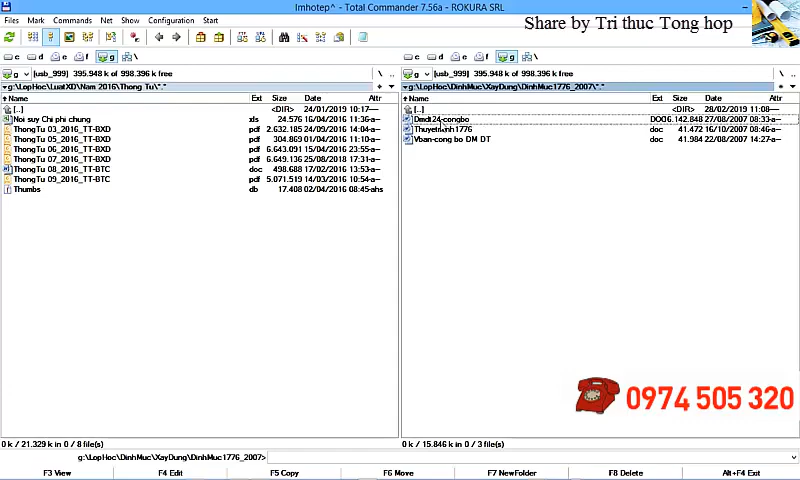 Imhotep^ - Total Commander 7.56a - ROKURA SRL
Files Mark Commands Net Show Configuration Start
Share by Tri thuc Tong hop
c d e f g \
g [usb_999] 395.948 k of 998.396 k free \ ..
g:\LopHoc\LuatXD\Nam 2016\Thong Tu\*.* * ▾
Name Ext Size Date Attr
[..] <DIR> 24/01/2019 10:17----
Noi suy Chi phi chung xls 24.576 16/04/2016 11:36-a--
ThongTu 03_2016_TT-BXD pdf 2.632.185 24/09/2016 14:04-a--
ThongTu 05_2016_TT-BXD pdf 304.869 01/04/2016 11:10-a--
ThongTu 06_2016_TT-BXD pdf 6.643.091 15/04/2016 23:55-a--
ThongTu 07_2016_TT-BXD pdf 6.649.136 25/08/2018 17:31-a--
ThongTu 08_2016_TT-BTC doc 498.688 17/02/2016 13:53-a--
ThongTu 09_2016_TT-BTC pdf 5.071.519 14/03/2016 10:54-a--
Thumbs db 17.408 02/04/2016 08:45-ahs
0 k / 21.329 k in 0 / 8 file(s)
c d e f g \
g [usb_999] 395.948 k of 998.396 k free \ ..
g:\LopHoc\DinhMuc\XayDung\DinhMuc1776_2007\*.* * ▾
Name Ext Size Date Attr
[..] <DIR> 28/02/2019 11:08----
Dmdt24-congbo DOC 6.142.848 27/08/2007 08:33-a--
Thuyetminh1776 doc 41.472 16/10/2007 08:46-a--
Vban-cong bo DM DT doc 41.984 22/08/2007 14:27-a--
0974 505 320
0 k / 15.846 k in 0 / 3 file(s)
g:\LopHoc\DinhMuc\XayDung\DinhMuc1776_2007>
F3 View F4 Edit F5 Copy F6 Move F7 NewFolder F8 Delete Alt+F4 Exit